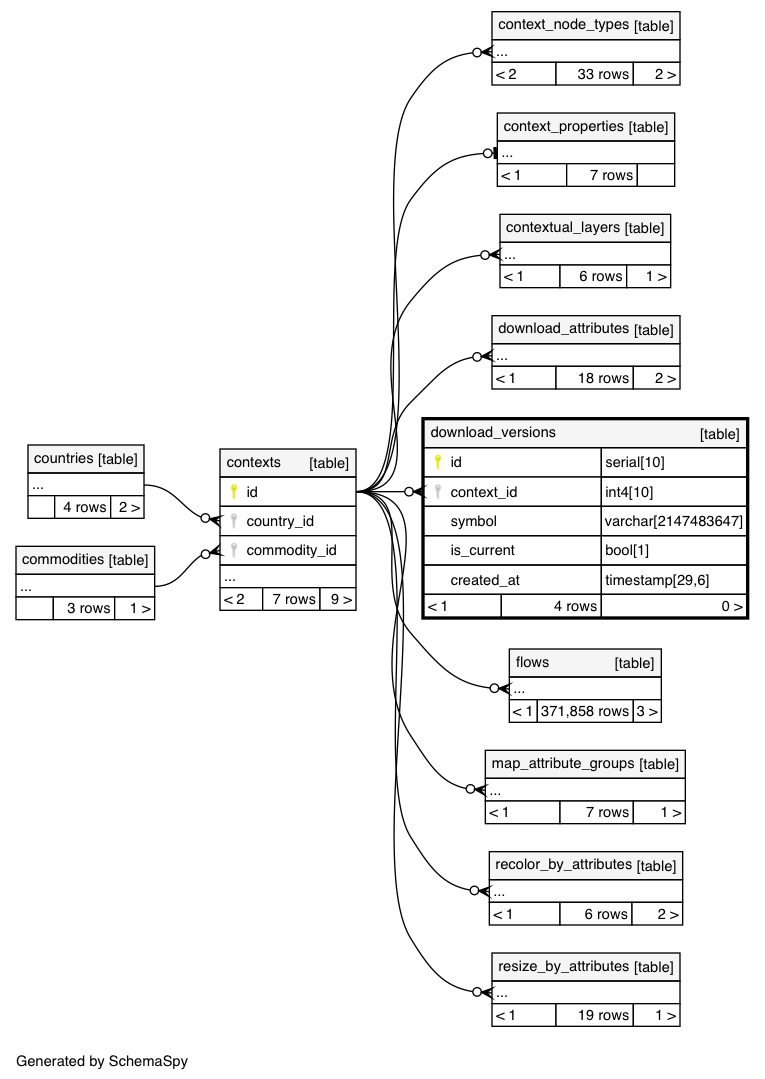 context_node_types [table]
...
< 2 33 rows 2 >
context_properties [table]
...
< 1 7 rows
contextual_layers [table]
...
< 1 6 rows 1 >
download_attributes [table]
...
< 1 18 rows 2 >
countries [table]
...
4 rows 2 >
commodities [table]
...
3 rows 1 >
contexts [table]
id
country_id
commodity_id
...
< 2 7 rows 9 >
download_versions [table]
id serial[10]
context_id int4[10]
symbol varchar[2147483647]
is_current bool[1]
created_at timestamp[29,6]
< 1 4 rows 0 >
flows [table]
...
< 1 371,858 rows 3 >
map_attribute_groups [table]
...
< 1 7 rows 1 >
recolor_by_attributes [table]
...
< 1 6 rows 2 >
resize_by_attributes [table]
...
< 1 19 rows 1 >
Generated by SchemaSpy